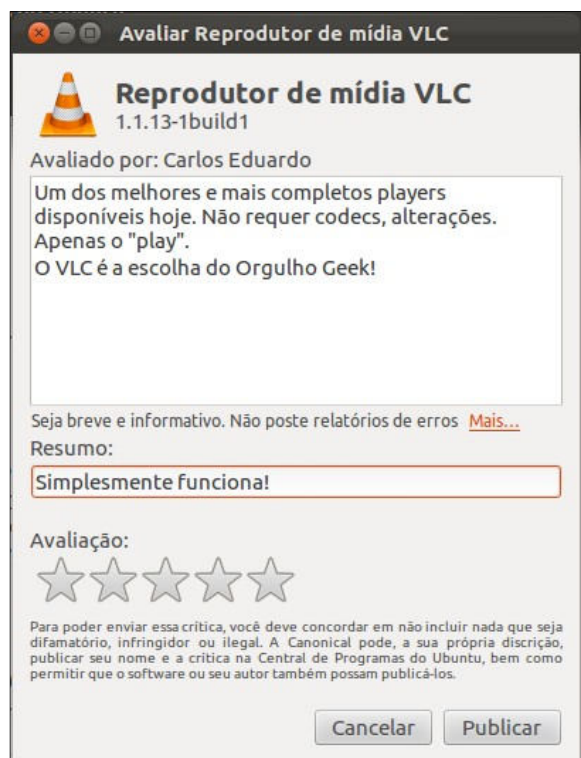 Avaliar Reprodutor de mídia VLC
Reprodutor de mídia VLC
1.1.13-1build1
Avaliado por: Carlos Eduardo
Um dos melhores e mais completos players
disponíveis hoje. Não requer codecs, alterações.
Apenas o "play".
O VLC é a escolha do Orgulho Geek!
Seja breve e informativo. Não poste relatórios de erros Mais...
Resumo:
Simplesmente funciona!
Avaliação:
Para poder enviar essa crítica, você deve concordar em não incluir nada que seja
difamatório, infringidor ou ilegal. A Canonical pode, a sua própria discrição,
publicar seu nome e a crítica na Central de Programas do Ubuntu, bem como
permitir que o software ou seu autor também possam publicá-los.
Cancelar Publicar